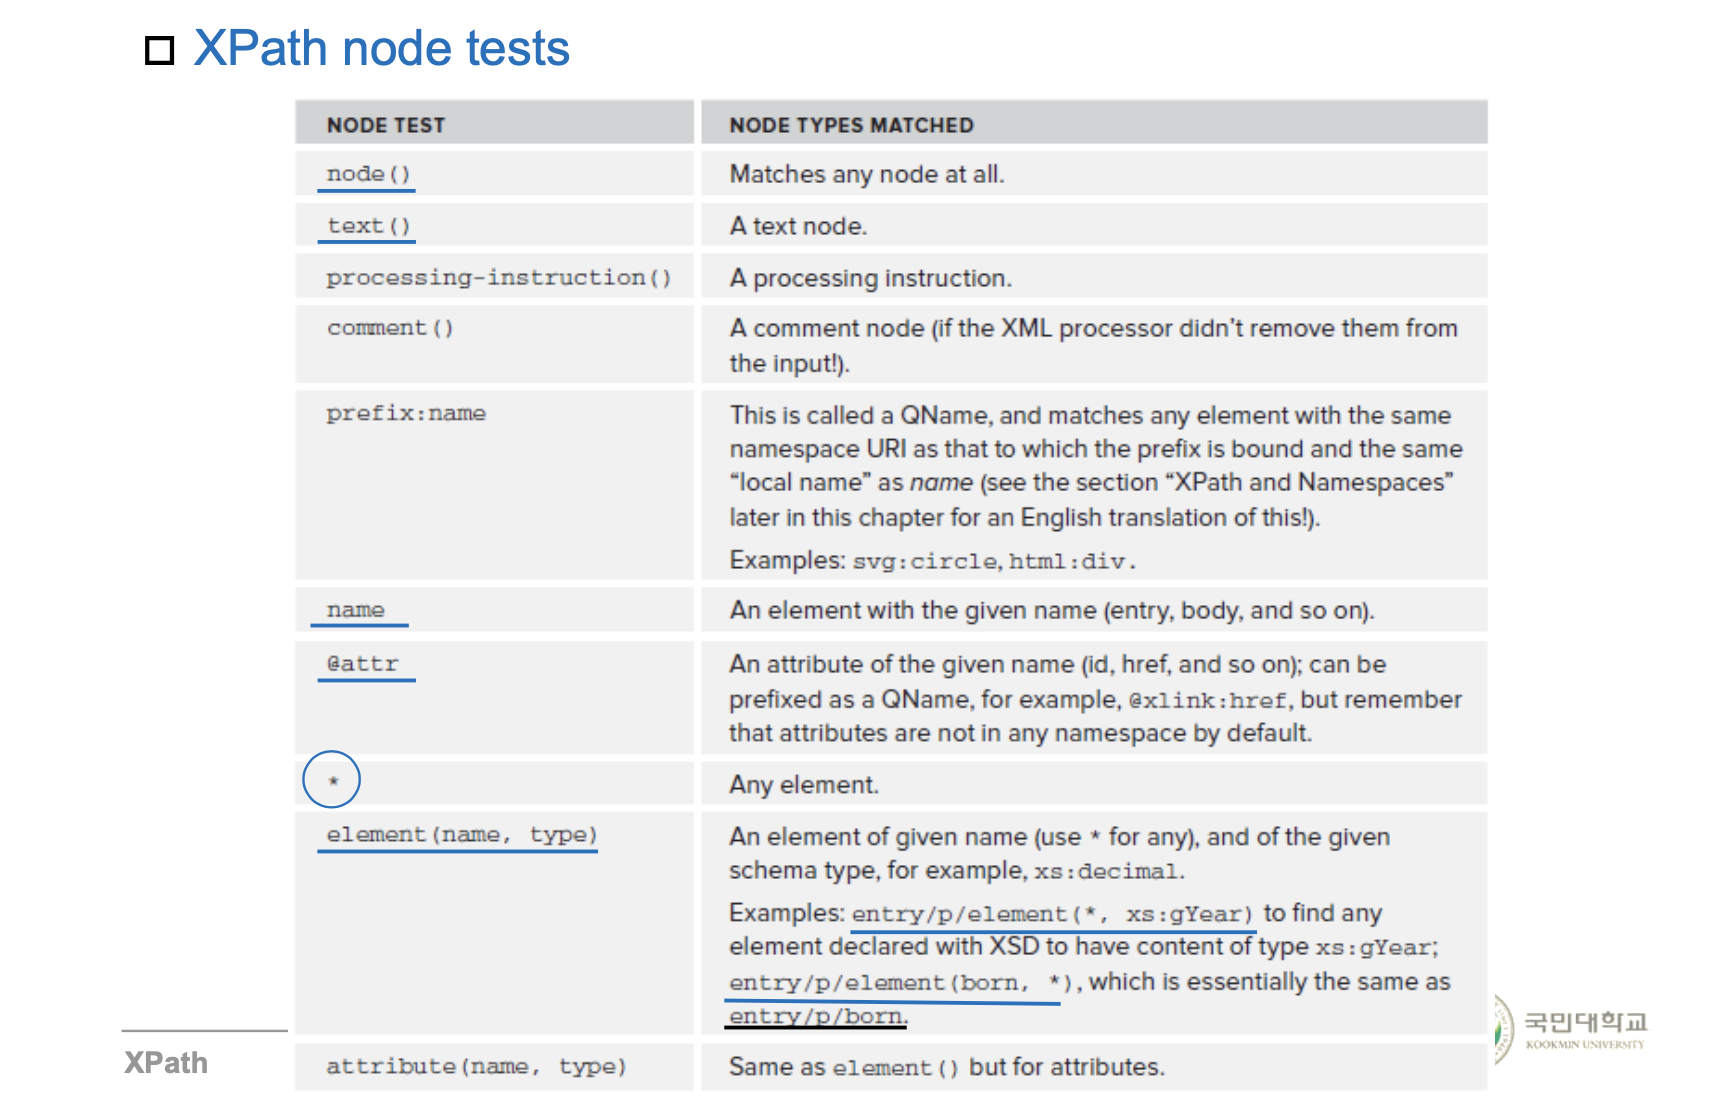 XPath node tests
NODE TEST
NODE TYPES MATCHED
node()
Matches any node at all.
text()
A text node.
processing-instruction()
A processing instruction.
comment()
A comment node (if the XML processor didn't remove them from
the input!).
prefix:name
This is called a QName, and matches any element with the same
namespace URI as that to which the prefix is bound and the same
“local name” as name (see the section “XPath and Namespaces”
later in this chapter for an English translation of this!).
Examples: svg:circle, html:div.
name
An element with the given name (entry, body, and so on).
@attr
An attribute of the given name (id, href, and so on); can be
prefixed as a QName, for example, @xlink:href, but remember
that attributes are not in any namespace by default.
*
Any element.
element(name, type)
An element of given name (use * for any), and of the given
schema type, for example, xs:decimal.
Examples: entry/p/element(*, xs:gYear) to find any
element declared with XSD to have content of type xs:gYear;
entry/p/element(born, *), which is essentially the same as
entry/p/born.
attribute(name, type)
Same as element() but for attributes.
XPath
국민대학교
KOOKMIN UNIVERSITY